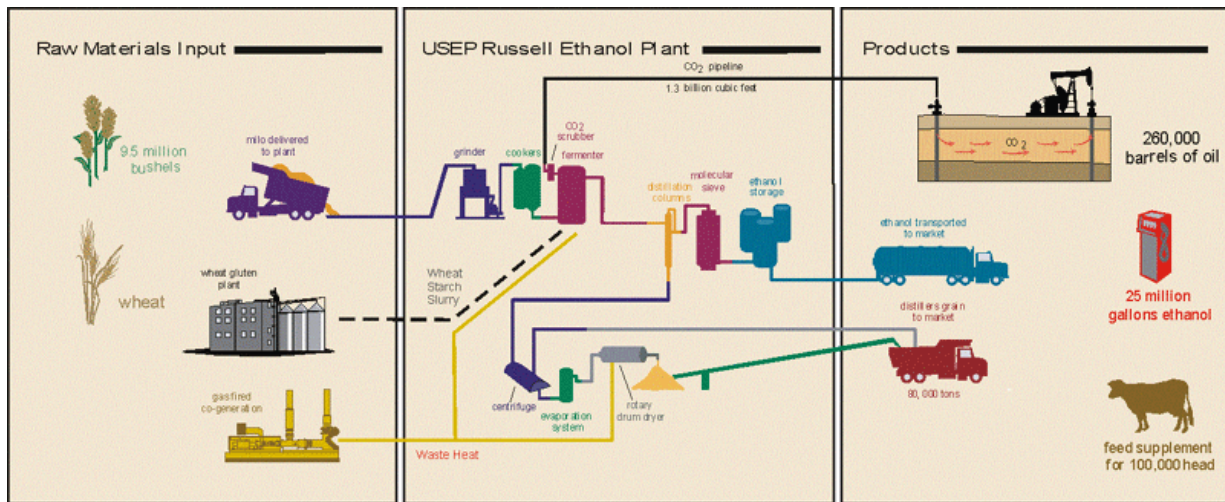 Raw Materials Input
9.5 million
bushels
milo delivered
to plant
wheat
wheat gluten
plant
gas fired
co-generation
USEP Russell Ethanol Plant
CO2 pipeline
1.3 billion cubic feet
CO2
scrubber
grinder
cookers
fermenter
distillation
columns
molecular
sieve
ethanol
storage
Wheat
Starch
Slurry
centrifuge
evaporation
system
rotary
drum dryer
Waste Heat
Products
CO2
260,000
barrels of oil
ethanol transported
to market
25 million
gallons ethanol
distillers grain
to market
80,000 tons
feed supplement
for 100,000 head